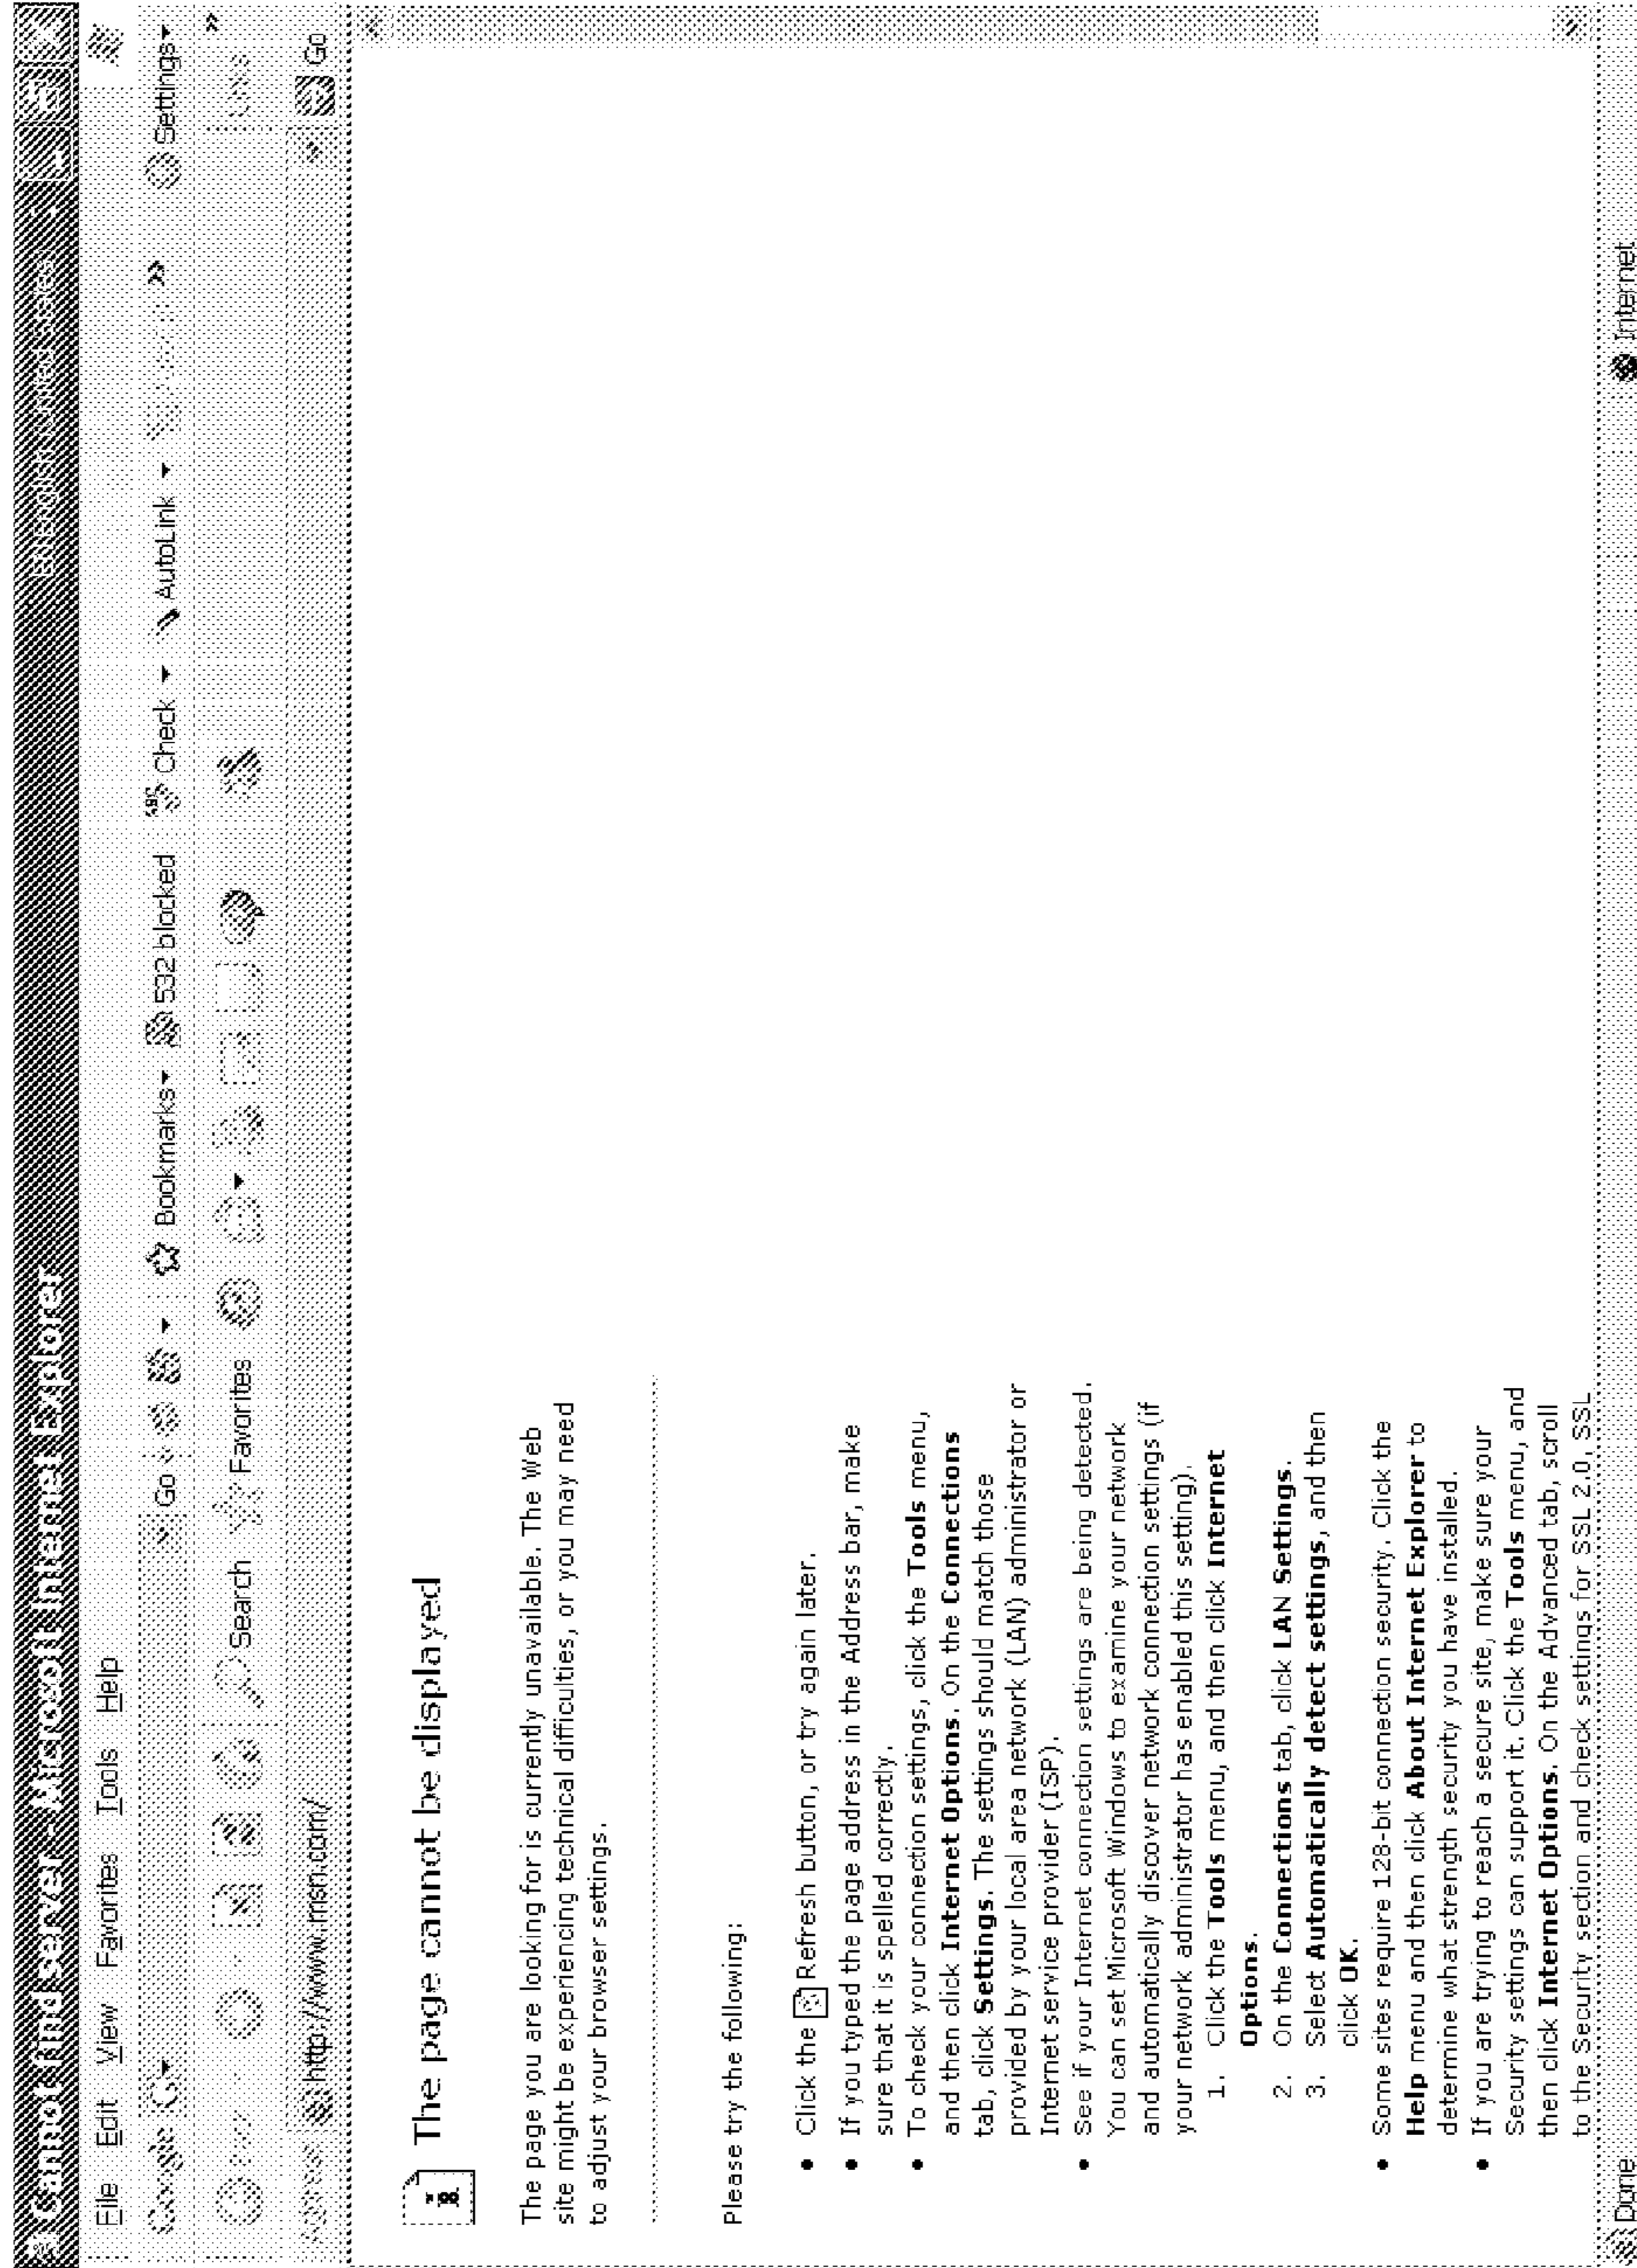 Cannot find server - Microsoft Internet Explorer EN English (United States)
File Edit View Favorites Tools Help
Google Go Bookmarks 532 blocked Check AutoLink Settings
Search Favorites Links
Address http://www.msn.com/ Go
The page cannot be displayed
The page you are looking for is currently unavailable. The Web
site might be experiencing technical difficulties, or you may need
to adjust your browser settings.
Please try the following:
• Click the Refresh button, or try again later.
• If you typed the page address in the Address bar, make
sure that it is spelled correctly.
• To check your connection settings, click the Tools menu,
and then click Internet Options. On the Connections
tab, click Settings. The settings should match those
provided by your local area network (LAN) administrator or
Internet service provider (ISP).
• See if your Internet connection settings are being detected.
You can set Microsoft Windows to examine your network
and automatically discover network connection settings (if
your network administrator has enabled this setting).
1. Click the Tools menu, and then click Internet
Options.
2. On the Connections tab, click LAN Settings.
3. Select Automatically detect settings, and then
click OK.
• Some sites require 128-bit connection security. Click the
Help menu and then click About Internet Explorer to
determine what strength security you have installed.
• If you are trying to reach a secure site, make sure your
Security settings can support it. Click the Tools menu, and
then click Internet Options. On the Advanced tab, scroll
to the Security section and check settings for SSL 2.0, SSL
Done Internet